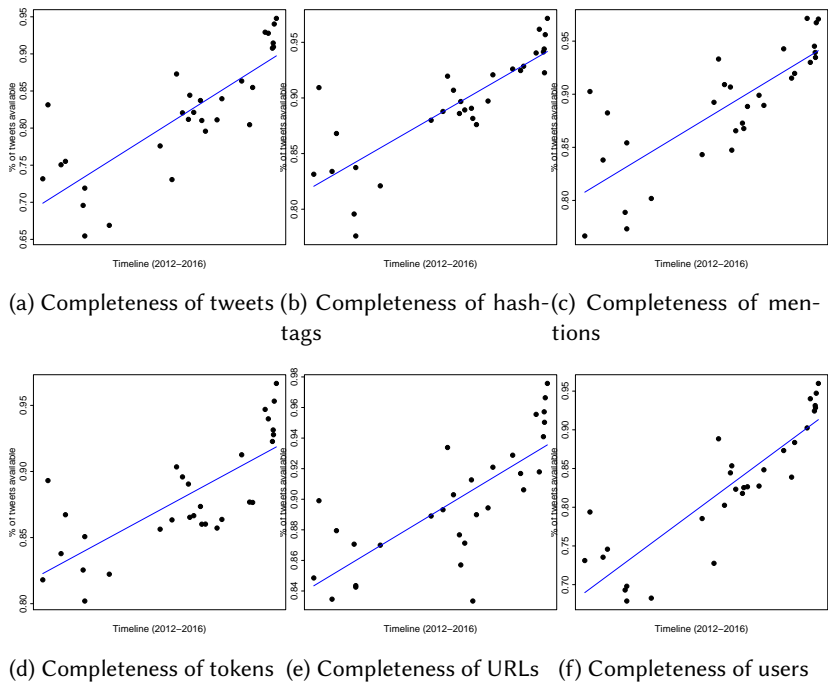 0.65 0.70 0.75 0.80 0.85 0.90 0.95
% of tweets available
Timeline (2012−2016)
0.80 0.85 0.90 0.95
% of tweets available
Timeline (2012−2016)
0.80 0.85 0.90 0.95
% of tweets available
Timeline (2012−2016)
(a) Completeness of tweets
(b) Completeness of hash-
tags
(c) Completeness of men-
tions
0.80 0.85 0.90 0.95
% of tweets available
Timeline (2012−2016)
0.84 0.86 0.88 0.90 0.92 0.94 0.96 0.98
% of tweets available
Timeline (2012−2016)
0.70 0.75 0.80 0.85 0.90 0.95
% of tweets available
Timeline (2012−2016)
(d) Completeness of tokens
(e) Completeness of URLs
(f) Completeness of users